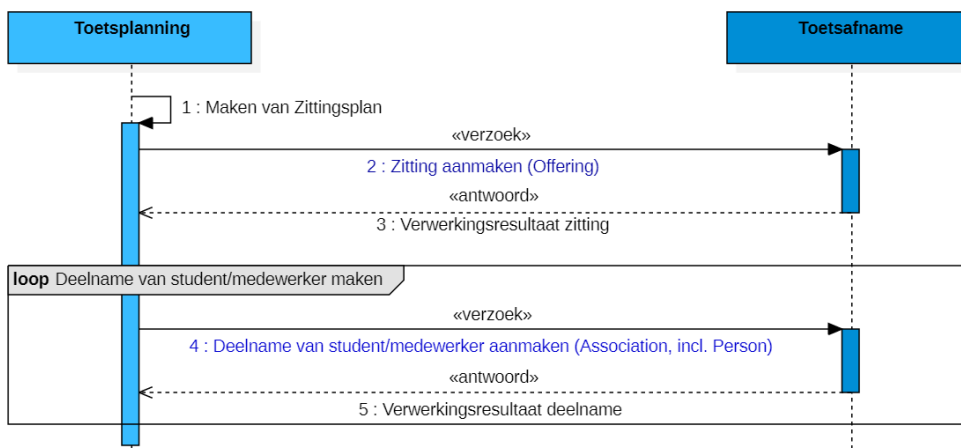 Toetsplanning
Toetsafname
1 : Maken van Zittingsplan
«verzoek»
2 : Zitting aanmaken (Offering)
«antwoord»
3 : Verwerkingsresultaat zitting
loop Deelname van student/medewerker maken
«verzoek»
4 : Deelname van student/medewerker aanmaken (Association, incl. Person)
«antwoord»
5 : Verwerkingsresultaat deelname